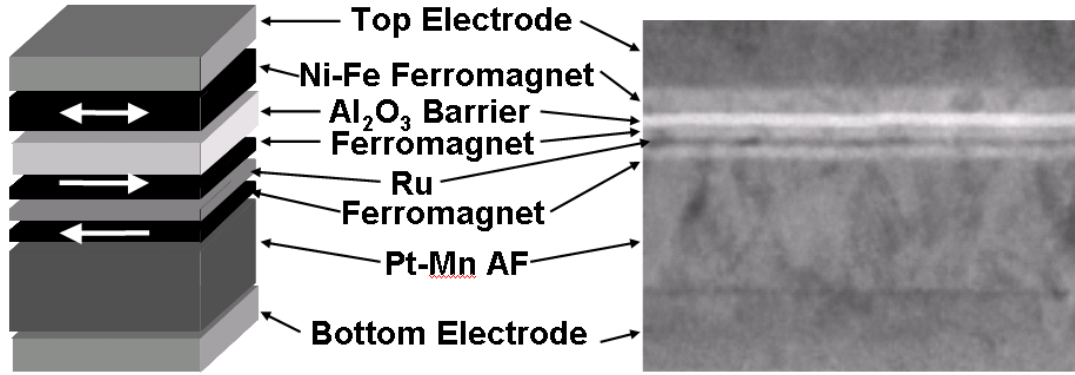 Top Electrode
Ni-Fe Ferromagnet
Al₂O₃ Barrier
Ferromagnet
Ru
Ferromagnet
Pt-Mn AF
Bottom Electrode